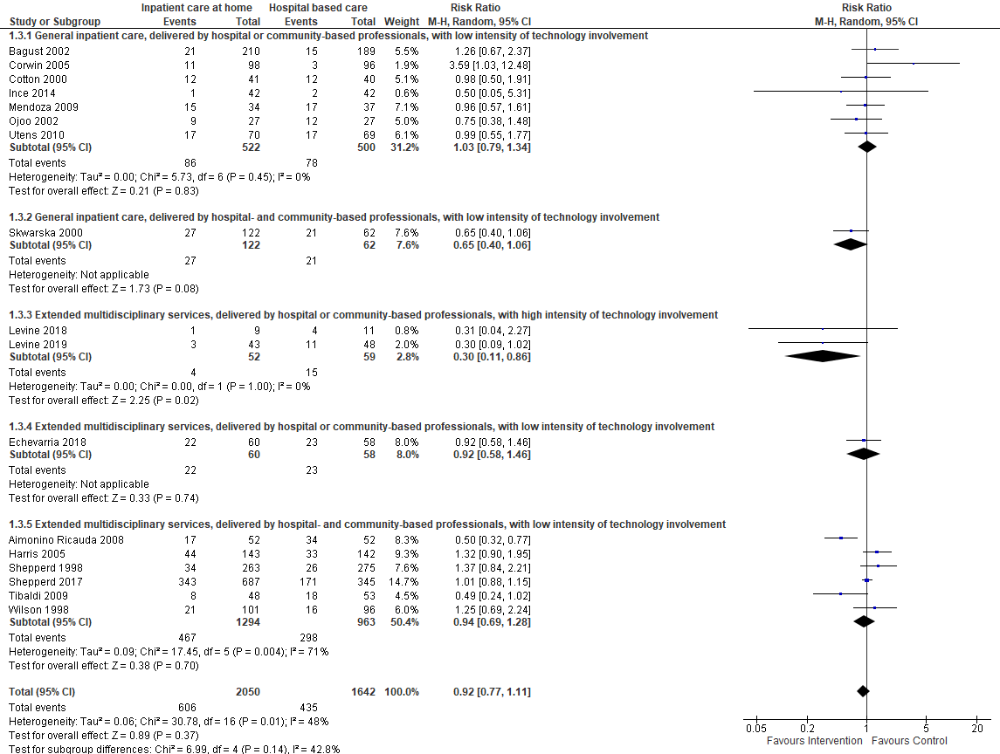 Inpatient care at home Hospital based care Risk Ratio Risk Ratio
Study or Subgroup Events Total Events Total Weight M-H, Random, 95% CI M-H, Random, 95% CI
1.3.1 General inpatient care, delivered by hospital or community-based professionals, with low intensity of technology involvement
Bagust 2002 21 210 15 189 5.5% 1.26 [0.67, 2.37]
Corwin 2005 11 98 3 96 1.9% 3.59 [1.03, 12.48]
Cotton 2000 12 41 12 40 5.1% 0.98 [0.50, 1.91]
Ince 2014 1 42 2 42 0.6% 0.50 [0.05, 5.31]
Mendoza 2009 15 34 17 37 7.1% 0.96 [0.57, 1.61]
Ojoo 2002 9 27 12 27 5.0% 0.75 [0.38, 1.48]
Utens 2010 17 70 17 69 6.1% 0.99 [0.55, 1.77]
Subtotal (95% CI) 522 500 31.2% 1.03 [0.79, 1.34]
Total events 86 78
Heterogeneity: Tau² = 0.00; Chi² = 5.73, df = 6 (P = 0.45); I² = 0%
Test for overall effect: Z = 0.21 (P = 0.83)
1.3.2 General inpatient care, delivered by hospital- and community-based professionals, with low intensity of technology involvement
Skwarska 2000 27 122 21 62 7.6% 0.65 [0.40, 1.06]
Subtotal (95% CI) 122 62 7.6% 0.65 [0.40, 1.06]
Total events 27 21
Heterogeneity: Not applicable
Test for overall effect: Z = 1.73 (P = 0.08)
1.3.3 Extended multidisciplinary services, delivered by hospital or community-based professionals, with high intensity of technology involvement
Levine 2018 1 9 4 11 0.8% 0.31 [0.04, 2.27]
Levine 2019 3 43 11 48 2.0% 0.30 [0.09, 1.02]
Subtotal (95% CI) 52 59 2.8% 0.30 [0.11, 0.86]
Total events 4 15
Heterogeneity: Tau² = 0.00; Chi² = 0.00, df = 1 (P = 1.00); I² = 0%
Test for overall effect: Z = 2.25 (P = 0.02)
1.3.4 Extended multidisciplinary services, delivered by hospital or community-based professionals, with low intensity of technology involvement
Echevarria 2018 22 60 23 58 8.0% 0.92 [0.58, 1.46]
Subtotal (95% CI) 60 58 8.0% 0.92 [0.58, 1.46]
Total events 22 23
Heterogeneity: Not applicable
Test for overall effect: Z = 0.33 (P = 0.74)
1.3.5 Extended multidisciplinary services, delivered by hospital- and community-based professionals, with low intensity of technology involvement
Aimonino Ricauda 2008 17 52 34 52 8.3% 0.50 [0.32, 0.77]
Harris 2005 44 143 33 142 9.3% 1.32 [0.90, 1.95]
Shepperd 1998 34 263 26 275 7.6% 1.37 [0.84, 2.21]
Shepperd 2017 343 687 171 345 14.7% 1.01 [0.88, 1.15]
Tibaldi 2009 8 48 18 53 4.4% 0.49 [0.24, 1.02]
Wilson 1998 21 101 16 96 6.0% 1.25 [0.69, 2.24]
Subtotal (95% CI) 1294 963 50.4% 0.94 [0.69, 1.28]
Total events 467 298
Heterogeneity: Tau² = 0.09; Chi² = 17.45, df = 5 (P = 0.004); I² = 71%
Test for overall effect: Z = 0.38 (P = 0.70)
Total (95% CI) 2050 1642 100.0% 0.92 [0.77, 1.11]
Total events 606 435
Heterogeneity: Tau² = 0.06; Chi² = 30.78, df = 16 (P = 0.01); I² = 48%
Test for overall effect: Z = 0.89 (P = 0.37)
Test for subgroup differences: Chi² = 6.99, df = 4 (P = 0.14), I² = 42.8%
0.05 0.2 1 5 20
Favours Intervention Favours Control